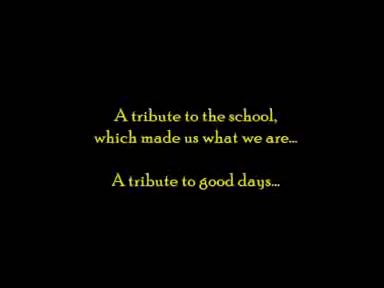 A tribute to the school,
which made us what we are...
A tribute to good days...